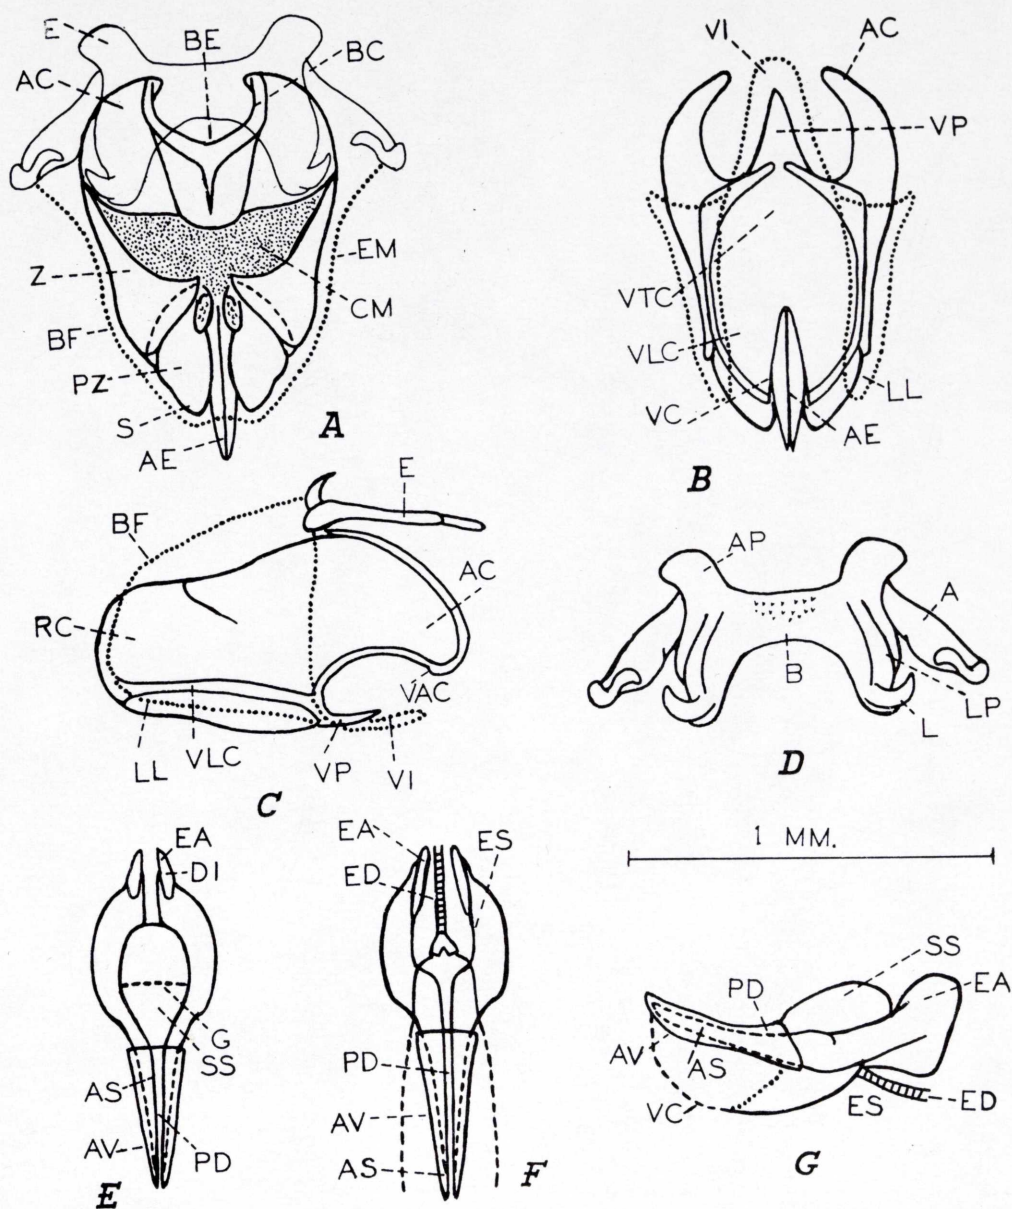 E
BE
BC
AC
Z
EM
CM
BF
PZ
S
AE
A
VI
AC
VP
VTC
VLC
VC
LL
AE
B
E
BF
AC
RC
VAC
LL
VLC
VP
VI
C
AP
A
B
LP
L
D
1 MM.
EA
DI
G
SS
AS
AV
PD
E
EA
ES
ED
PD
AV
AS
F
SS
PD
EA
AV
AS
VC
ES
ED
G